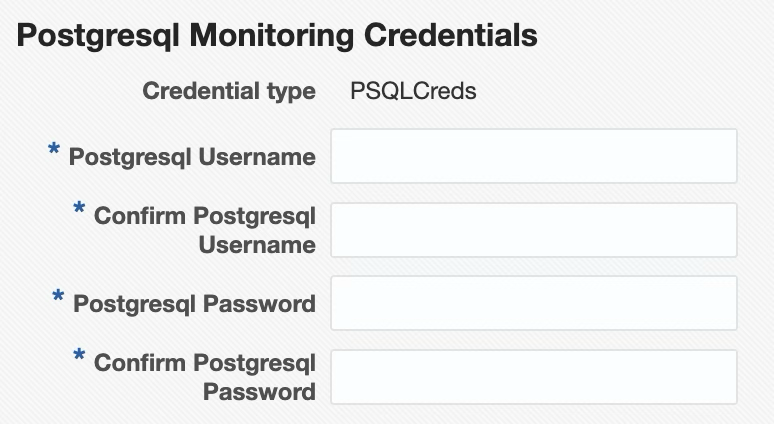 Postgresql Monitoring Credentials
Credential type PSQLCreds
* Postgresql Username
* Confirm Postgresql
Username
* Postgresql Password
* Confirm Postgresql
Password